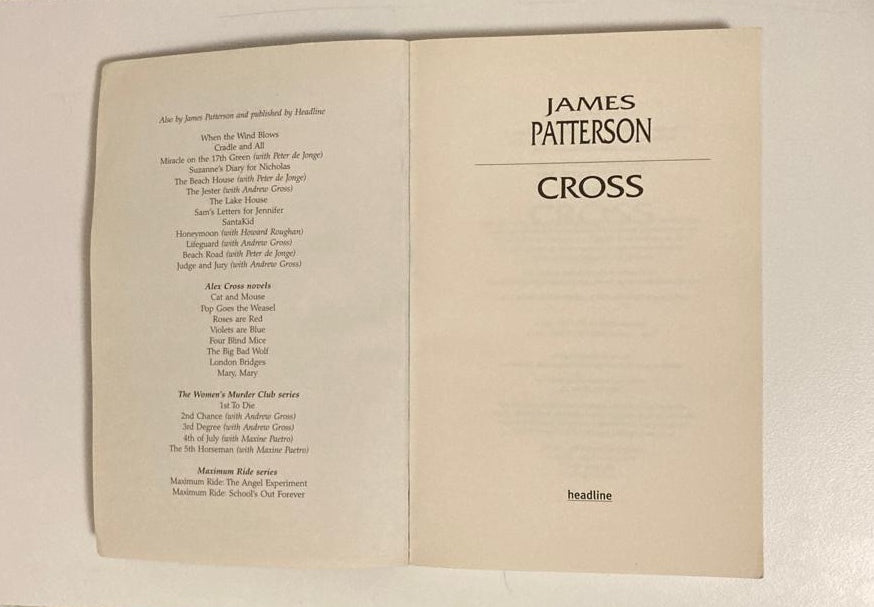 Also by James Patterson and published by Headline
When the Wind Blows
Cradle and All
Miracle on the 17th Green (with Peter de Jonge)
Suzanne's Diary for Nicholas
The Beach House (with Peter de Jonge)
The Jester (with Andrew Gross)
The Lake House
Sam's Letters for Jennifer
SantaKid
Honeymoon (with Howard Roughan)
Lifeguard (with Andrew Gross)
Beach Road (with Peter de Jonge)
Judge and Jury (with Andrew Gross)
Alex Cross novels
Cat and Mouse
Pop Goes the Weasel
Roses are Red
Violets are Blue
Four Blind Mice
The Big Bad Wolf
London Bridges
Mary, Mary
The Women's Murder Club series
1st To Die
2nd Chance (with Andrew Gross)
3rd Degree (with Andrew Gross)
4th of July (with Maxine Paetro)
The 5th Horseman (with Maxine Paetro)
Maximum Ride series
Maximum Ride: The Angel Experiment
Maximum Ride: School's Out Forever
JAMES
PATTERSON
CROSS
headline